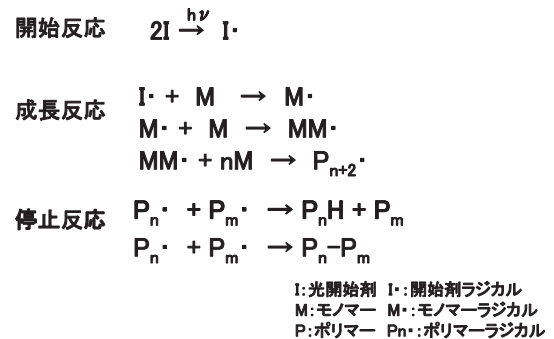 開始反応 2I hν→ I・
成長反応 I・ + M → M・
M・ + M → MM・
MM・ + nM → Pn+2・
停止反応 Pn・ + Pm・ → PnH + Pm
Pn・ + Pm・ → Pn−Pm
I：光開始剤 I・：開始剤ラジカル
M：モノマー M・：モノマーラジカル
P：ポリマー Pn・：ポリマーラジカル